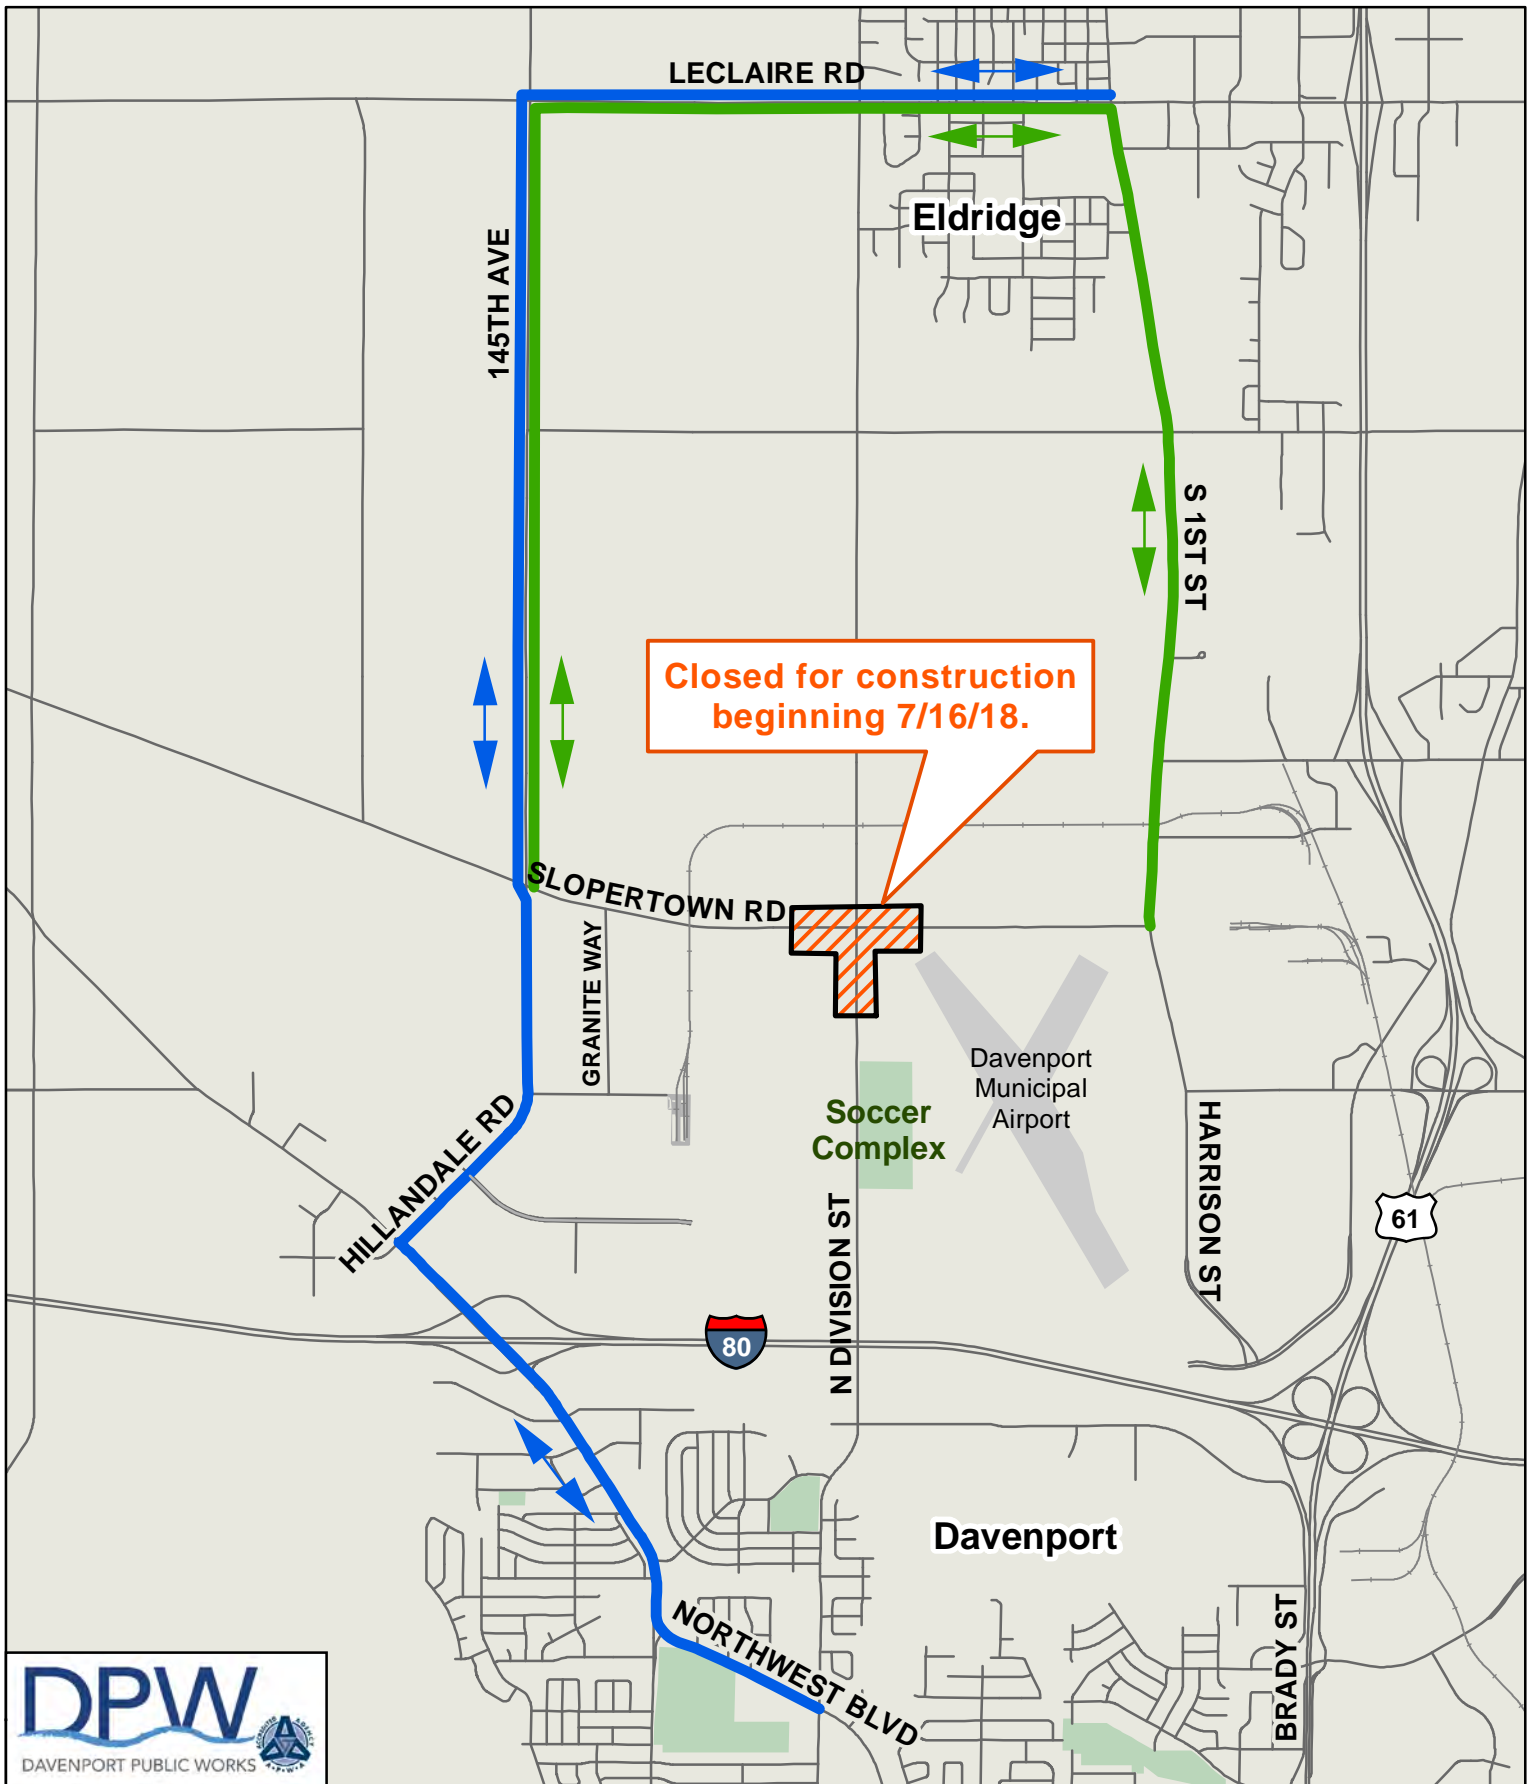 LECLAIRE RD
Eldridge
145TH AVE
S 1ST ST
Closed for construction
beginning 7/16/18.
SLOPERTOWN RD
GRANITE WAY
Davenport
Municipal
Airport
Soccer
Complex
HILLANDALE RD
HARRISON ST
N DIVISION ST
61
80
Davenport
NORTHWEST BLVD
BRADY ST
DPW
DAVENPORT PUBLIC WORKS
ACCREDITED AGENCY
A·P·W·A